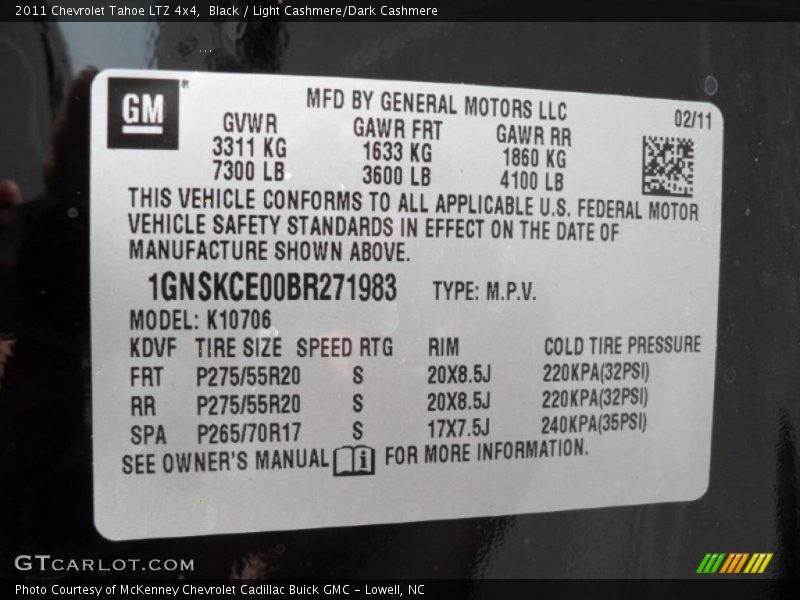 2011 Chevrolet Tahoe LTZ 4x4,  Black / Light Cashmere/Dark Cashmere
GM®
MFD BY GENERAL MOTORS LLC
02/11
GVWR GAWR FRT GAWR RR
3311 KG 1633 KG 1860 KG
7300 LB 3600 LB 4100 LB
THIS VEHICLE CONFORMS TO ALL APPLICABLE U.S. FEDERAL MOTOR
VEHICLE SAFETY STANDARDS IN EFFECT ON THE DATE OF
MANUFACTURE SHOWN ABOVE.
1GNSKCE00BR271983 TYPE: M.P.V.
MODEL: K10706
KDVF TIRE SIZE SPEED RTG RIM COLD TIRE PRESSURE
FRT P275/55R20 S 20X8.5J 220KPA(32PSI)
RR P275/55R20 S 20X8.5J 220KPA(32PSI)
SPA P265/70R17 S 17X7.5J 240KPA(35PSI)
SEE OWNER'S MANUAL i FOR MORE INFORMATION.
GTCARLOT.COM
Photo Courtesy of McKenney Chevrolet Cadillac Buick GMC - Lowell, NC